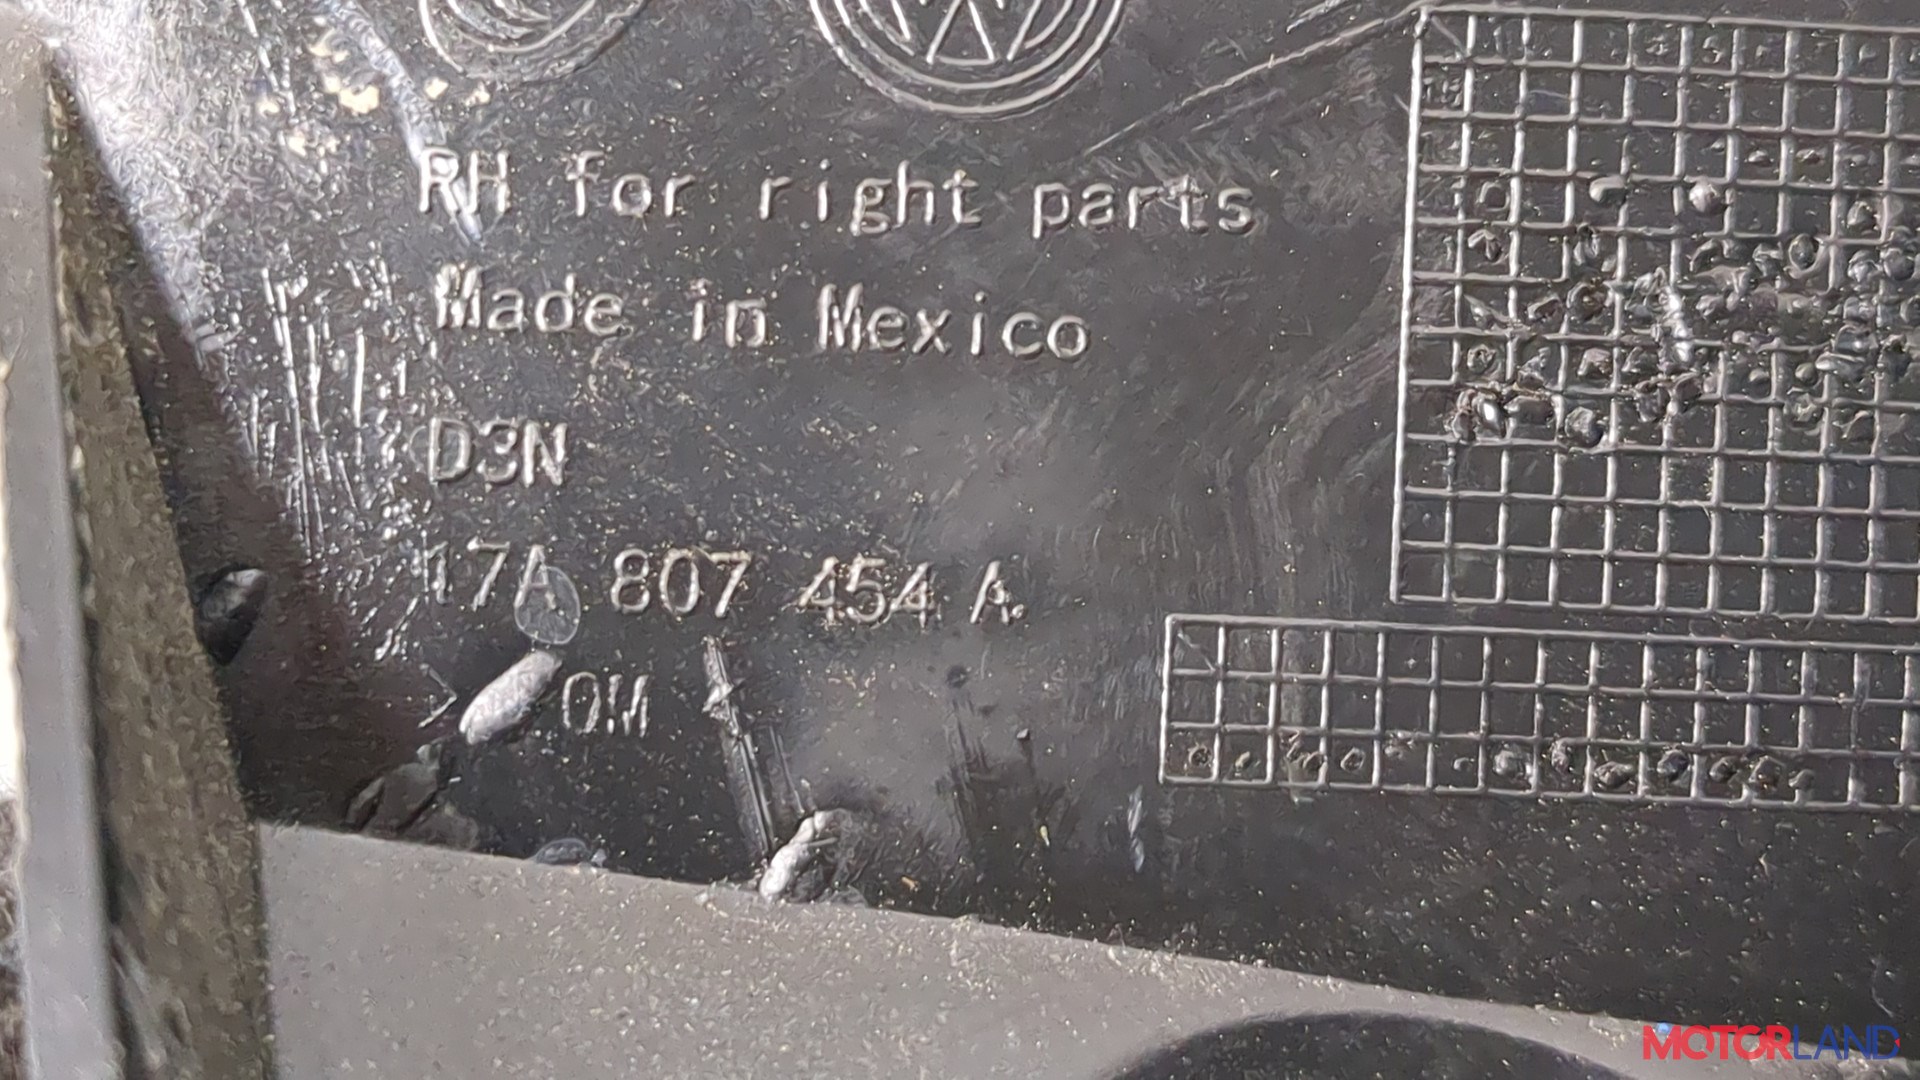 RH for right parts
Made in Mexico
D3N
17A 807 454 A.
OM
MOTORLAND